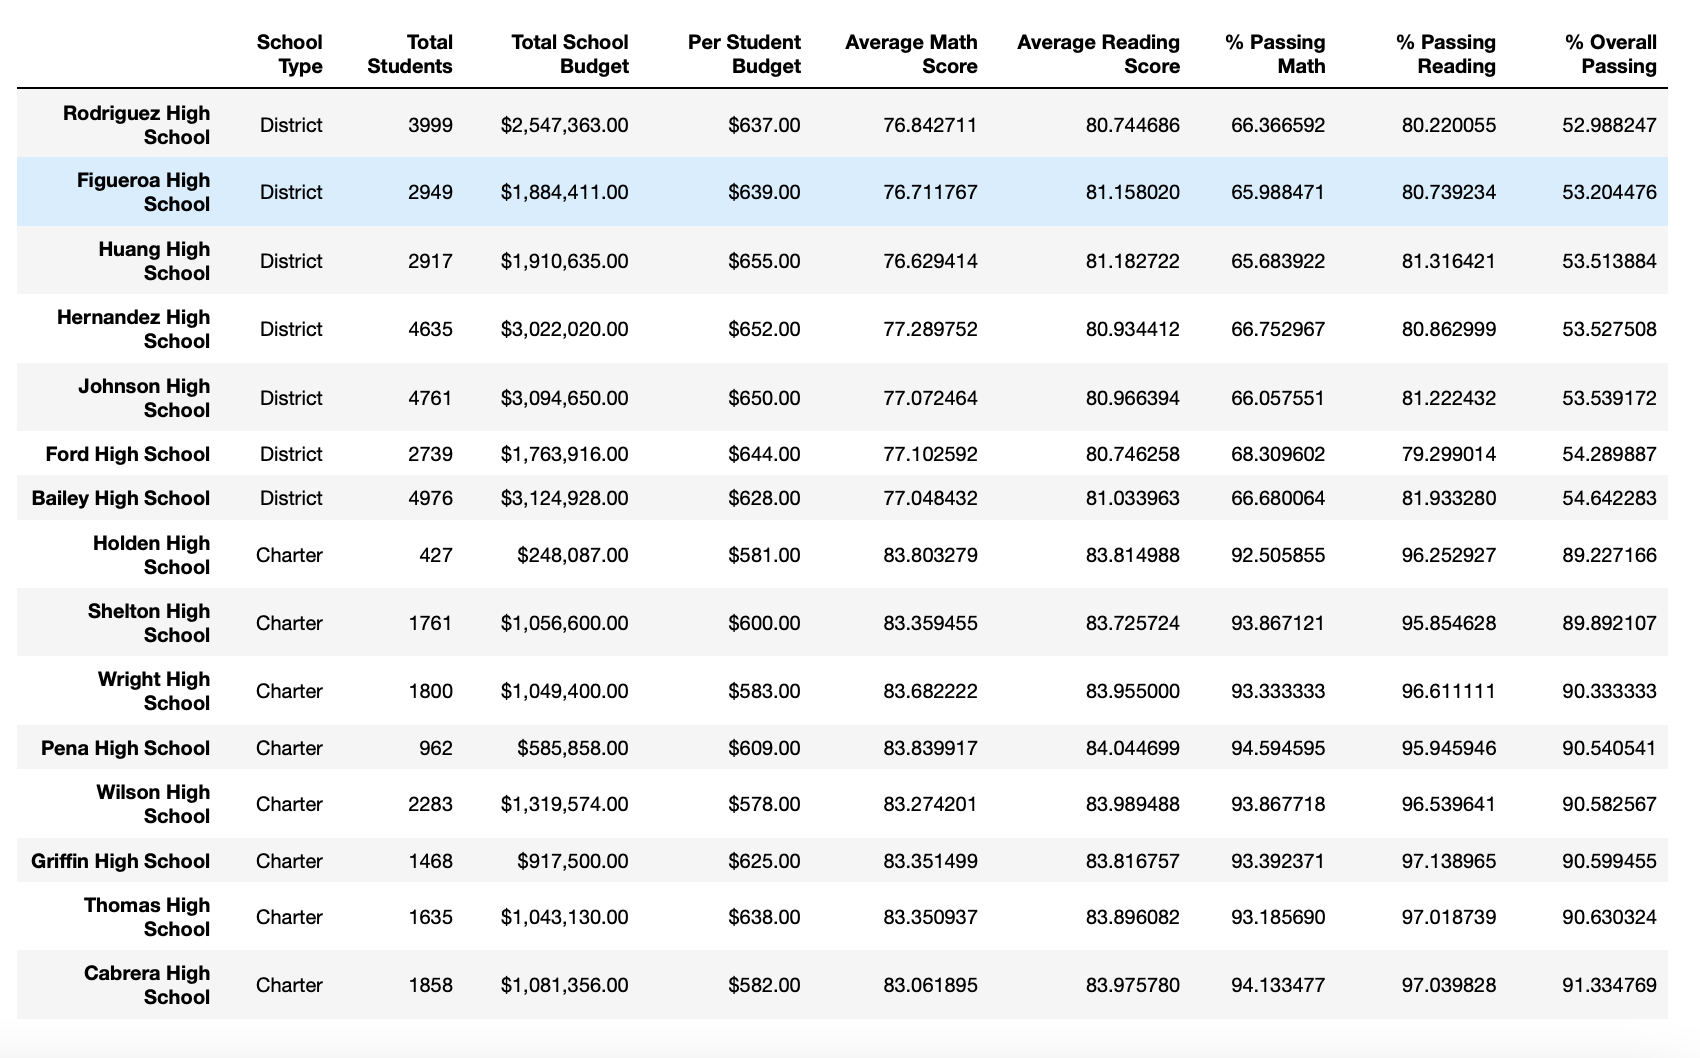 School Type Total Students Total School Budget Per Student Budget Average Math Score Average Reading Score % Passing Math % Passing Reading % Overall Passing
Rodriguez High School District 3999 $2,547,363.00 $637.00 76.842711 80.744686 66.366592 80.220055 52.988247
Figueroa High School District 2949 $1,884,411.00 $639.00 76.711767 81.158020 65.988471 80.739234 53.204476
Huang High School District 2917 $1,910,635.00 $655.00 76.629414 81.182722 65.683922 81.316421 53.513884
Hernandez High School District 4635 $3,022,020.00 $652.00 77.289752 80.934412 66.752967 80.862999 53.527508
Johnson High School District 4761 $3,094,650.00 $650.00 77.072464 80.966394 66.057551 81.222432 53.539172
Ford High School District 2739 $1,763,916.00 $644.00 77.102592 80.746258 68.309602 79.299014 54.289887
Bailey High School District 4976 $3,124,928.00 $628.00 77.048432 81.033963 66.680064 81.933280 54.642283
Holden High School Charter 427 $248,087.00 $581.00 83.803279 83.814988 92.505855 96.252927 89.227166
Shelton High School Charter 1761 $1,056,600.00 $600.00 83.359455 83.725724 93.867121 95.854628 89.892107
Wright High School Charter 1800 $1,049,400.00 $583.00 83.682222 83.955000 93.333333 96.611111 90.333333
Pena High School Charter 962 $585,858.00 $609.00 83.839917 84.044699 94.594595 95.945946 90.540541
Wilson High School Charter 2283 $1,319,574.00 $578.00 83.274201 83.989488 93.867718 96.539641 90.582567
Griffin High School Charter 1468 $917,500.00 $625.00 83.351499 83.816757 93.392371 97.138965 90.599455
Thomas High School Charter 1635 $1,043,130.00 $638.00 83.350937 83.896082 93.185690 97.018739 90.630324
Cabrera High School Charter 1858 $1,081,356.00 $582.00 83.061895 83.975780 94.133477 97.039828 91.334769